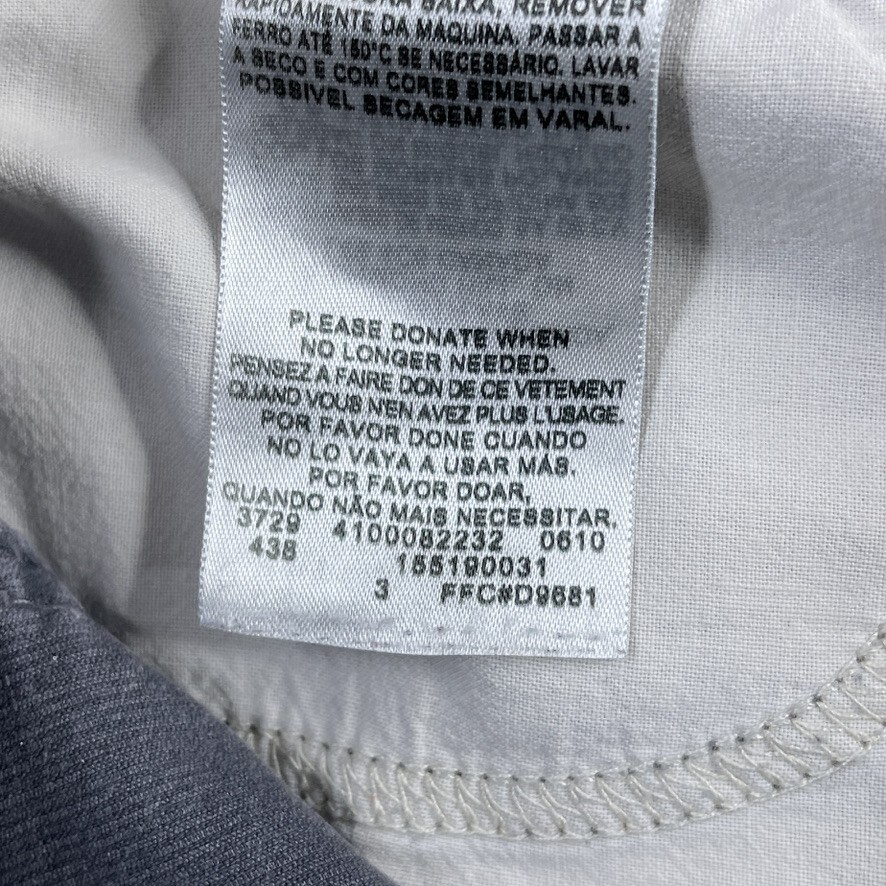 BAIXA, REMOVER
RAPIDAMENTE DA MAQUINA, PASSAR A
FERRO ATÉ 150°C SE NECESSÁRIO. LAVAR
A SECO E COM CORES SEMELHANTES.
POSSIVEL SECAGEM EM VARAL.
PLEASE DONATE WHEN
NO LONGER NEEDED.
PENSEZ A FAIRE DON DE CE VETEMENT
QUAND VOUS N'EN AVEZ PLUS L'USAGE.
POR FAVOR DONE CUANDO
NO LO VAYA A USAR MÁS.
POR FAVOR DOAR,
QUANDO NÃO MAIS NECESSITAR.
3729 4100082232 0610
438 155190031
3 FFC#D9681